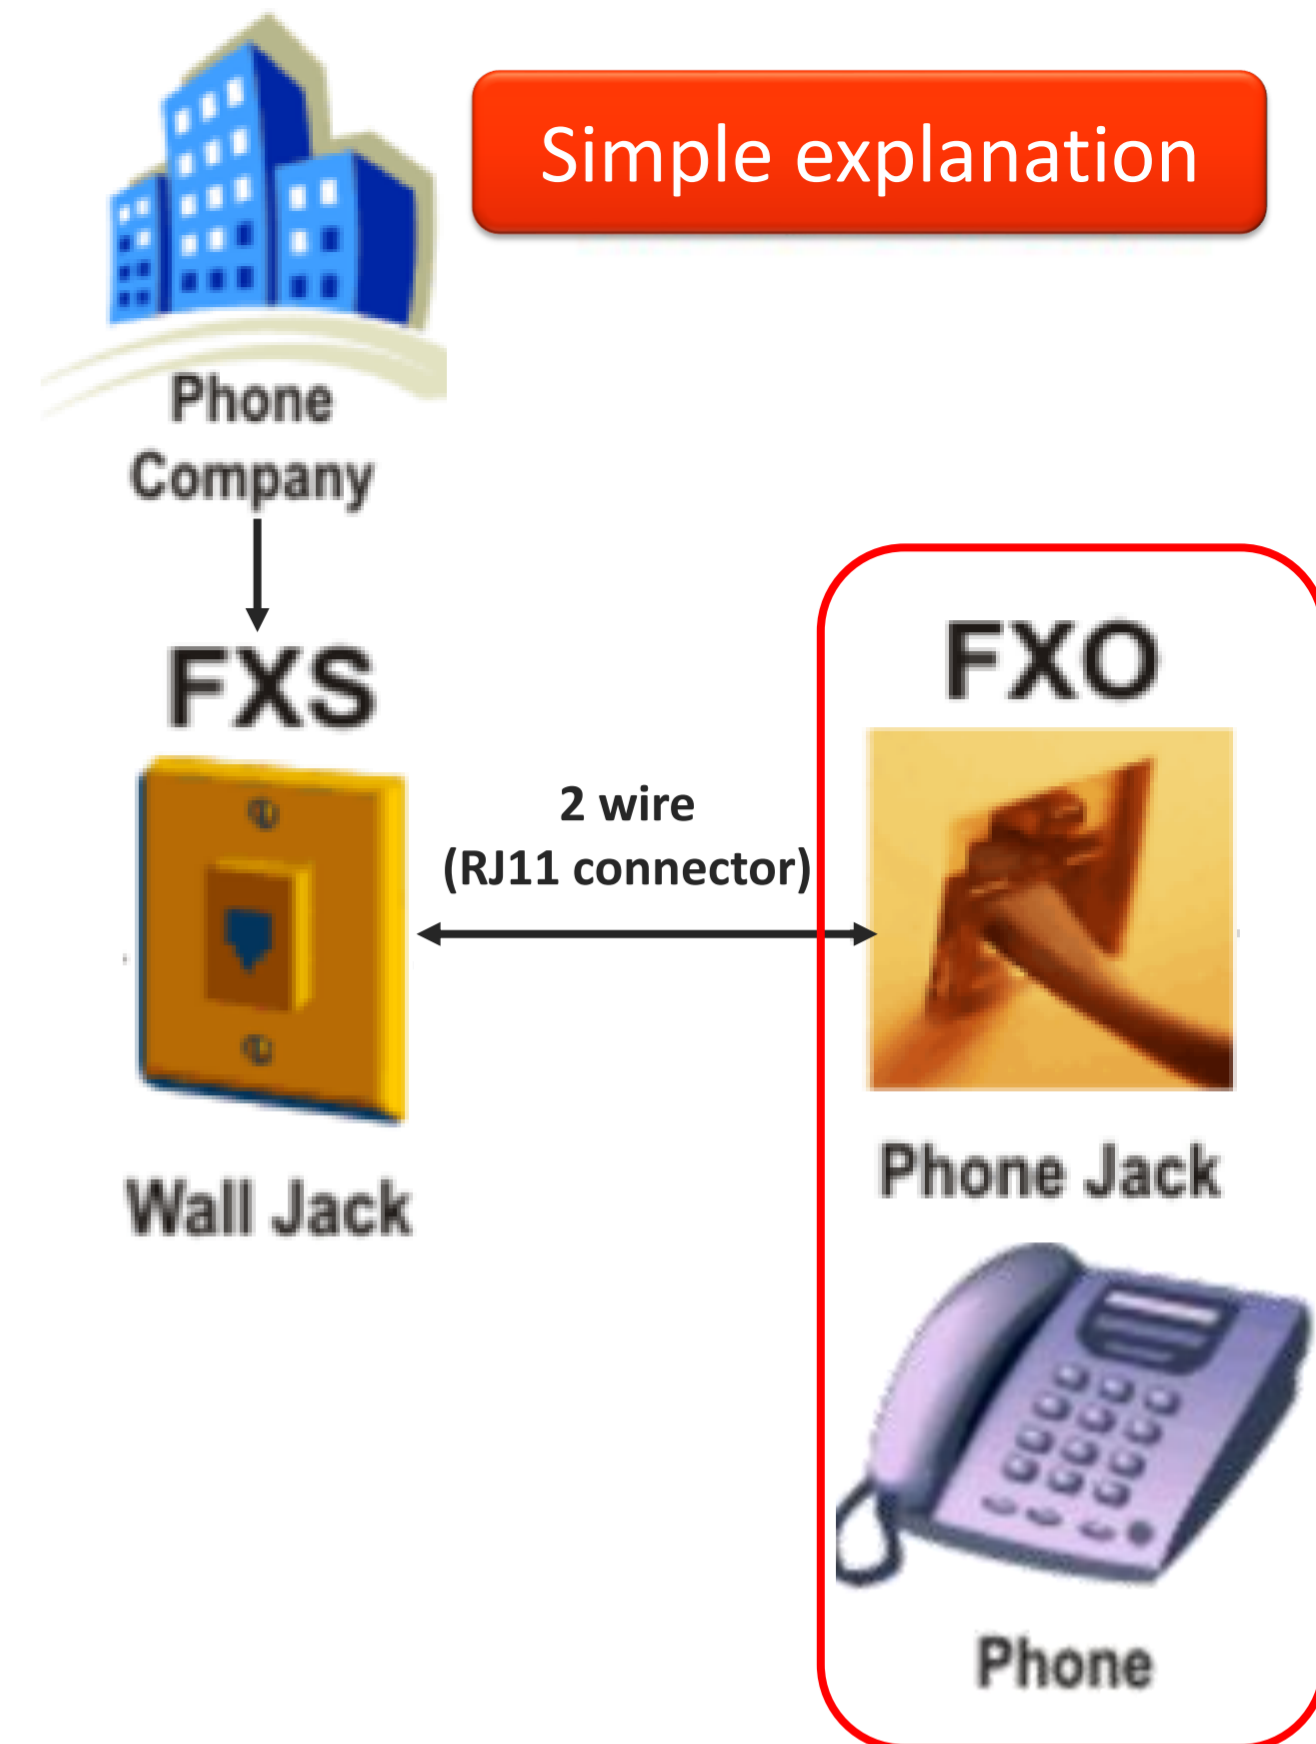 Simple explanation
Phone
Company
FXS
FXO
2 wire
(RJ11 connector)
Wall Jack
Phone Jack
Phone